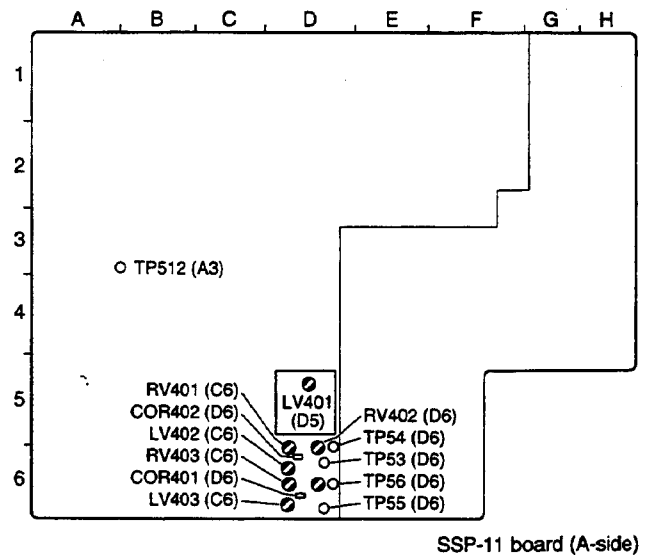 A B C D E F G H
1
2
3
TP512 (A3)
4
5
RV401 (C6)
COR402 (D6)
LV402 (C6)
RV403 (C6)
COR401 (D6)
LV403 (C6)
LV401
(D5)
RV402 (D6)
TP54 (D6)
TP53 (D6)
TP56 (D6)
TP55 (D6)
6
SSP-11 board (A-side)